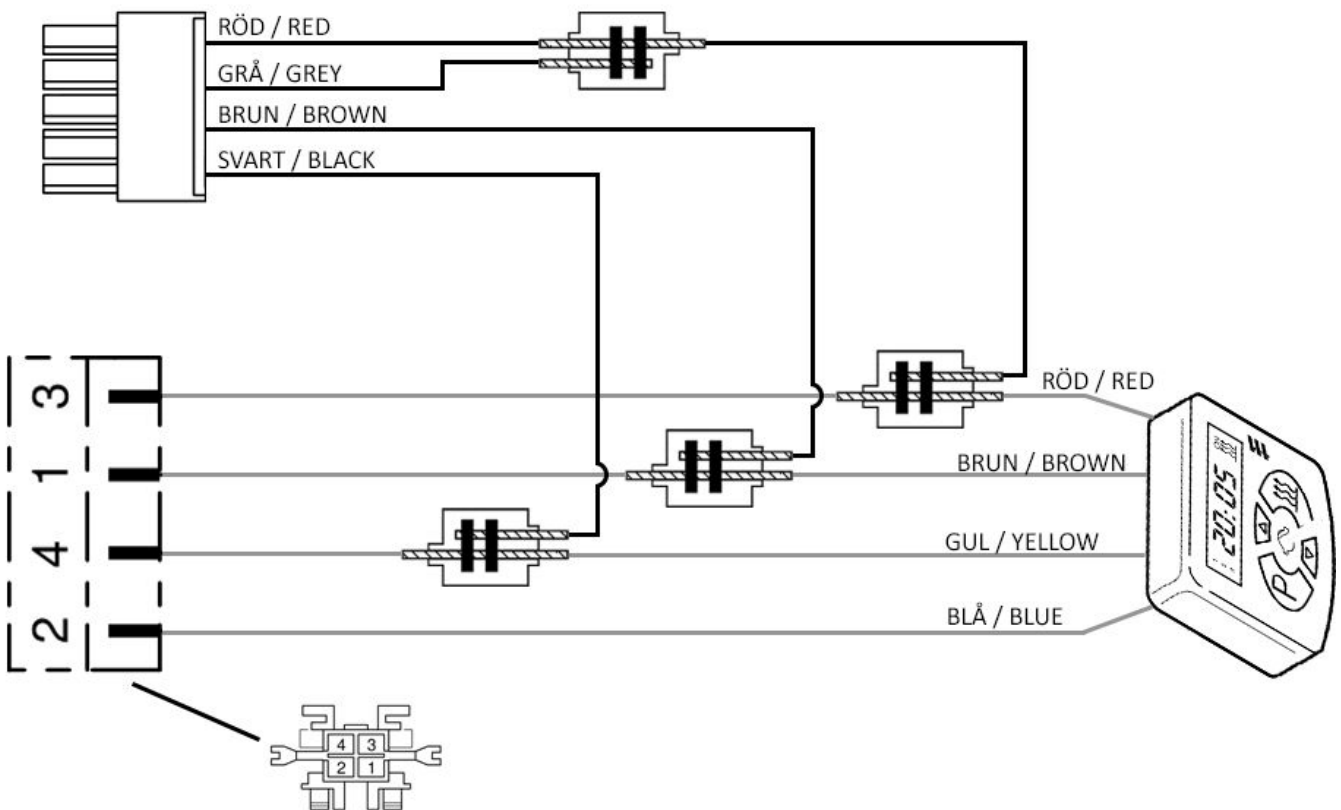 RÖD / RED
GRÅ / GREY
BRUN / BROWN
SVART / BLACK
3
RÖD / RED
1
BRUN / BROWN
4
GUL / YELLOW
2
BLÅ / BLUE
20:05
P
4 3
2 1